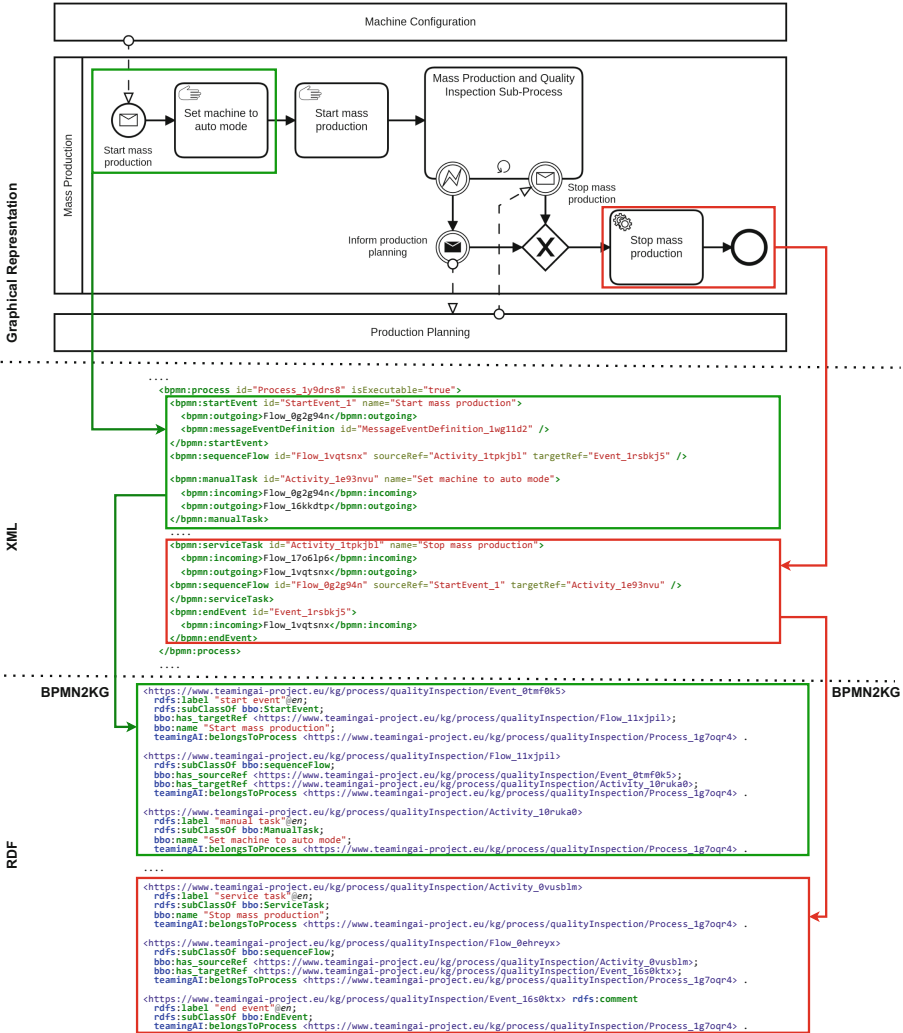 Machine Configuration
Mass Production
Start mass
production
Set machine to
auto mode
Start mass
production
Mass Production and Quality
Inspection Sub-Process
Stop mass
production
Inform production
planning
X
Stop mass
production
Production Planning
Graphical Reprisentation
....
<bpmn:process id="Process_1y9drs8" isExecutable="true">
<bpmn:startEvent id="StartEvent_1" name="Start mass production">
<bpmn:outgoing>Flow_0g2g94n</bpmn:outgoing>
<bpmn:messageEventDefinition id="MessageEventDefinition_1wg11d2" />
</bpmn:startEvent>
<bpmn:sequenceFlow id="Flow_1vqtsnx" sourceRef="Activity_1tpkjbl" targetRef="Event_1rsbkj5" />
<bpmn:manualTask id="Activity_1e93nvu" name="Set machine to auto mode">
<bpmn:incoming>Flow_0g2g94n</bpmn:incoming>
<bpmn:outgoing>Flow_16kkdtp</bpmn:outgoing>
</bpmn:manualTask>
....
<bpmn:serviceTask id="Activity_1tpkjbl" name="Stop mass production">
<bpmn:incoming>Flow_17o6lp6</bpmn:incoming>
<bpmn:outgoing>Flow_1vqtsnx</bpmn:outgoing>
<bpmn:sequenceFlow id="Flow_0g2g94n" sourceRef="StartEvent_1" targetRef="Activity_1e93nvu" />
</bpmn:serviceTask>
<bpmn:endEvent id="Event_1rsbkj5">
<bpmn:incoming>Flow_1vqtsnx</bpmn:incoming>
</bpmn:endEvent>
</bpmn:process>
....
XML
BPMN2KG
BPMN2KG
<https://www.teamingai-project.eu/kg/process/qualityInspection/Event_0tmf0k5>
rdfs:label "start event"@en;
rdfs:subClassOf bbo:StartEvent;
bbo:has_targetRef <https://www.teamingai-project.eu/kg/process/qualityInspection/Flow_11xjpil>;
bbo:name "Start mass production";
teamingAI:belongsToProcess <https://www.teamingai-project.eu/kg/process/qualityInspection/Process_1g7oqr4> .
<https://www.teamingai-project.eu/kg/process/qualityInspection/Flow_11xjpil>
rdfs:subClassOf bbo:sequenceFlow;
bbo:has_sourceRef <https://www.teamingai-project.eu/kg/process/qualityInspection/Event_0tmf0k5>;
bbo:has_targetRef <https://www.teamingai-project.eu/kg/process/qualityInspection/Activity_10ruka0>;
teamingAI:belongsToProcess <https://www.teamingai-project.eu/kg/process/qualityInspection/Process_1g7oqr4> .
<https://www.teamingai-project.eu/kg/process/qualityInspection/Activity_10ruka0>
rdfs:label "manual task"@en;
rdfs:subClassOf bbo:ManualTask;
bbo:name "Set machine to auto mode";
teamingAI:belongsToProcess <https://www.teamingai-project.eu/kg/process/qualityInspection/Process_1g7oqr4> .
....
<https://www.teamingai-project.eu/kg/process/qualityInspection/Activity_0vusblm>
rdfs:label "service task"@en;
rdfs:subClassOf bbo:ServiceTask;
bbo:name "Stop mass production";
teamingAI:belongsToProcess <https://www.teamingai-project.eu/kg/process/qualityInspection/Process_1g7oqr4> .
<https://www.teamingai-project.eu/kg/process/qualityInspection/Flow_0ehreyx>
rdfs:subClassOf bbo:sequenceFlow;
bbo:has_sourceRef <https://www.teamingai-project.eu/kg/process/qualityInspection/Activity_0vusblm>;
bbo:has_targetRef <https://www.teamingai-project.eu/kg/process/qualityInspection/Event_16s0ktx>;
teamingAI:belongsToProcess <https://www.teamingai-project.eu/kg/process/qualityInspection/Process_1g7oqr4> .
<https://www.teamingai-project.eu/kg/process/qualityInspection/Event_16s0ktx> rdfs:comment
rdfs:label "end event"@en;
rdfs:subClassOf bbo:EndEvent;
teamingAI:belongsToProcess <https://www.teamingai-project.eu/kg/process/qualityInspection/Process_1g7oqr4> .
RDF